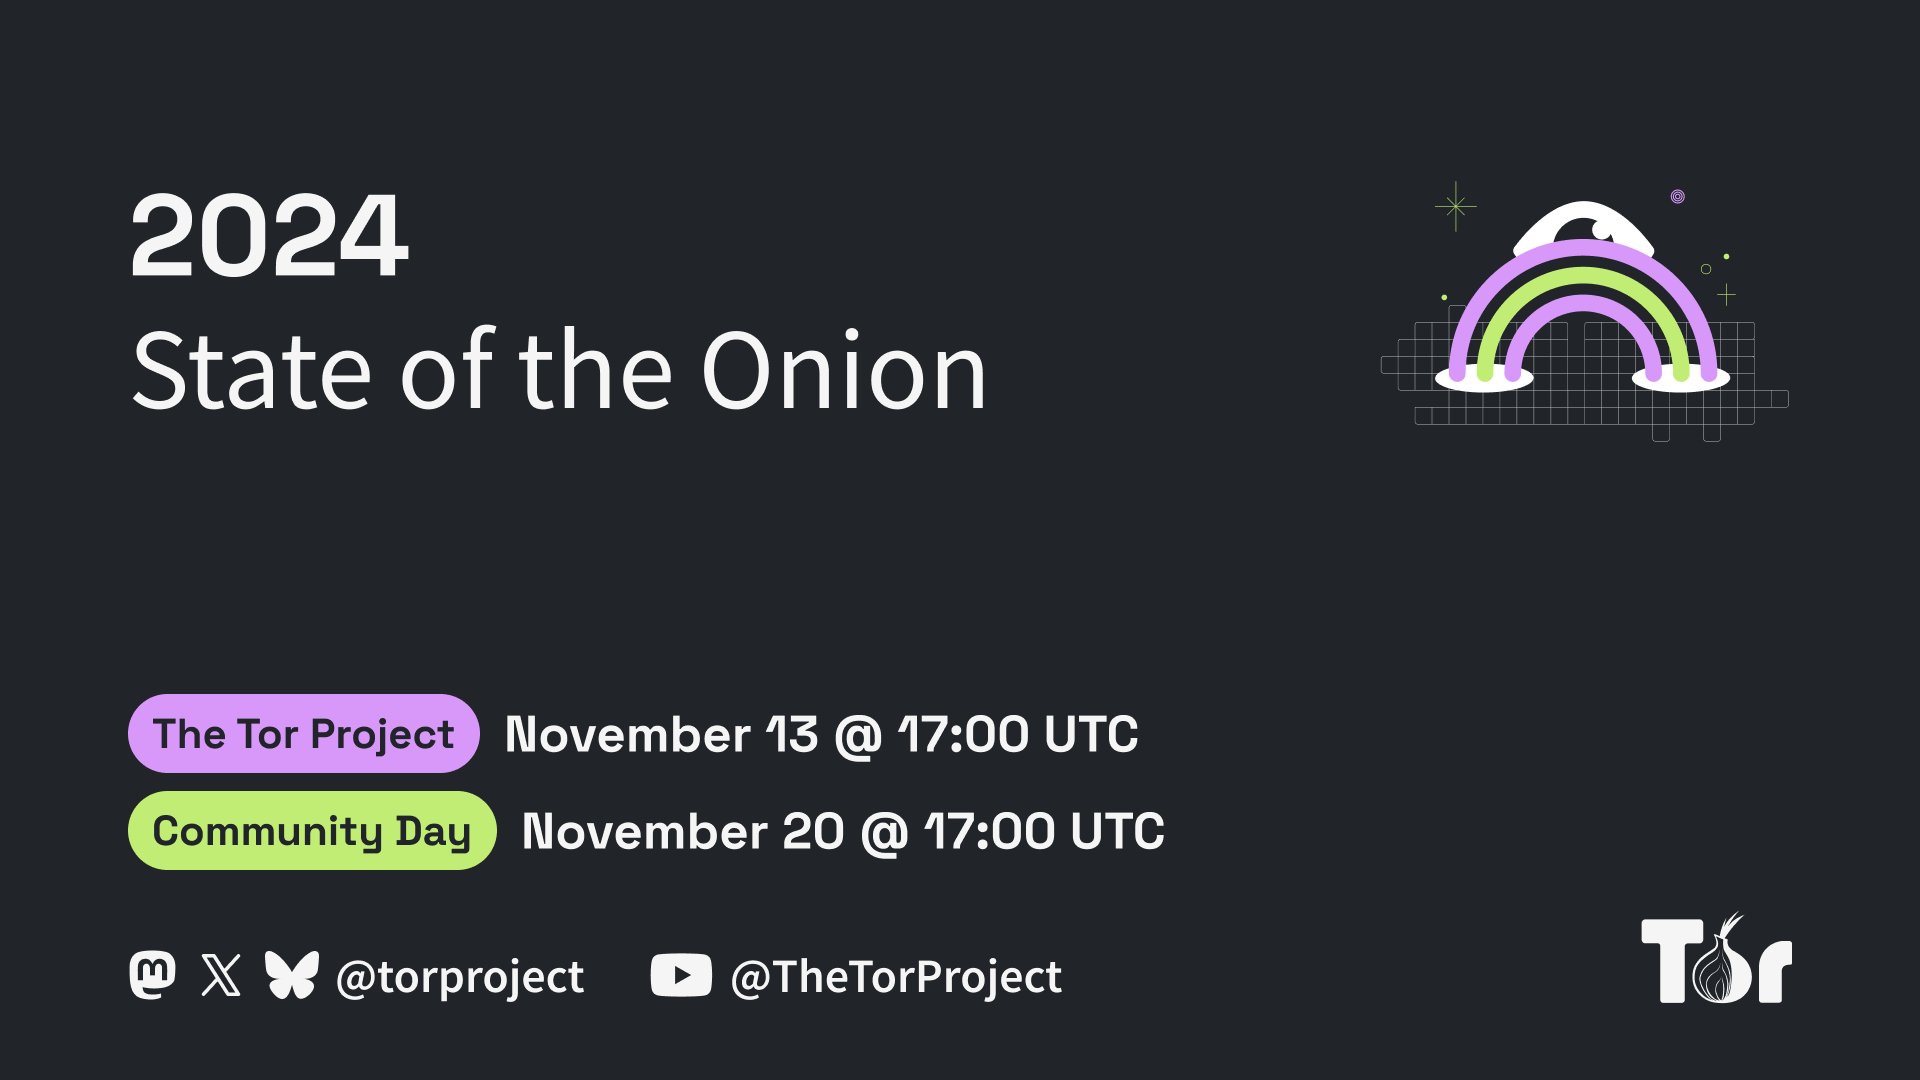 2024
State of the Onion
The Tor Project November 13 @ 17:00 UTC
Community Day November 20 @ 17:00 UTC
@torproject @TheTorProject
Tor